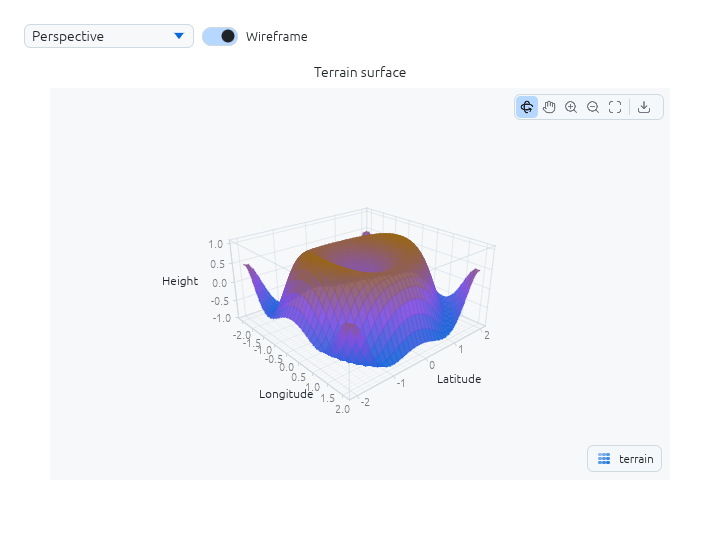 Perspective
Wireframe
Terrain surface
Height
1.0
0.5
0.0
-0.5
-1.0
-2.0
-1.5
-1.0
-0.5
0.0
0.5
1.0
1.5
2.0
Longitude
-2
-1
0
1
2
Latitude
terrain